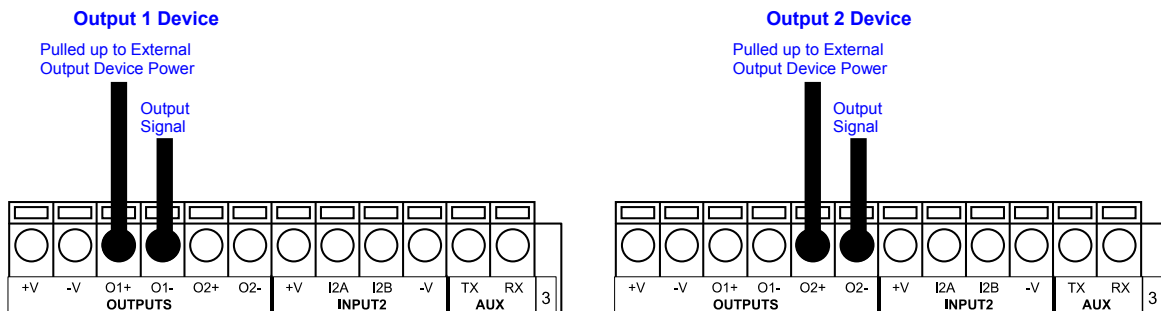 Output 1 Device
Pulled up to External
Output Device Power
Output
Signal
+V -V O1+ O1- O2+ O2- +V I2A I2B -V TX RX
OUTPUTS INPUT2 AUX 3
Output 2 Device
Pulled up to External
Output Device Power
Output
Signal
+V -V O1+ O1- O2+ O2- +V I2A I2B -V TX RX
OUTPUTS INPUT2 AUX 3